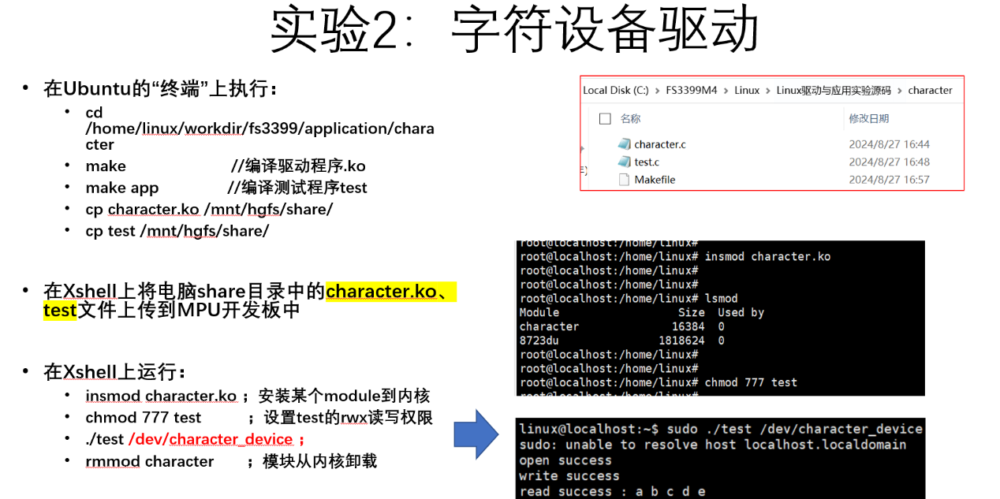 实验2：字符设备驱动
• 在Ubuntu的“终端”上执行：
• cd
/home/linux/workdir/fs3399/application/chara
cter
• make //编译驱动程序.ko
• make app //编译测试程序test
• cp character.ko /mnt/hgfs/share/
• cp test /mnt/hgfs/share/
• 在Xshell上将电脑share目录中的character.ko、
test文件上传到MPU开发板中
• 在Xshell上运行：
• insmod character.ko ；安装某个module到内核
• chmod 777 test ；设置test的rwx读写权限
• ./test /dev/character_device ；
• rmmod character ；模块从内核卸载
Local Disk (C:) > FS3399M4 > Linux > Linux驱动与应用实验源码 > character
名称 修改日期
character.c 2024/8/27 16:44
test.c 2024/8/27 16:48
Makefile 2024/8/27 16:57
root@localhost:/home/linux#
root@localhost:/home/linux# insmod character.ko
root@localhost:/home/linux#
root@localhost:/home/linux#
root@localhost:/home/linux# lsmod
Module Size Used by
character 16384 0
8723du 1818624 0
root@localhost:/home/linux#
root@localhost:/home/linux#
root@localhost:/home/linux# chmod 777 test
root@localhost:/home/linux#
linux@localhost:~$ sudo ./test /dev/character_device
sudo: unable to resolve host localhost.localdomain
open success
write success
read success : a b c d e